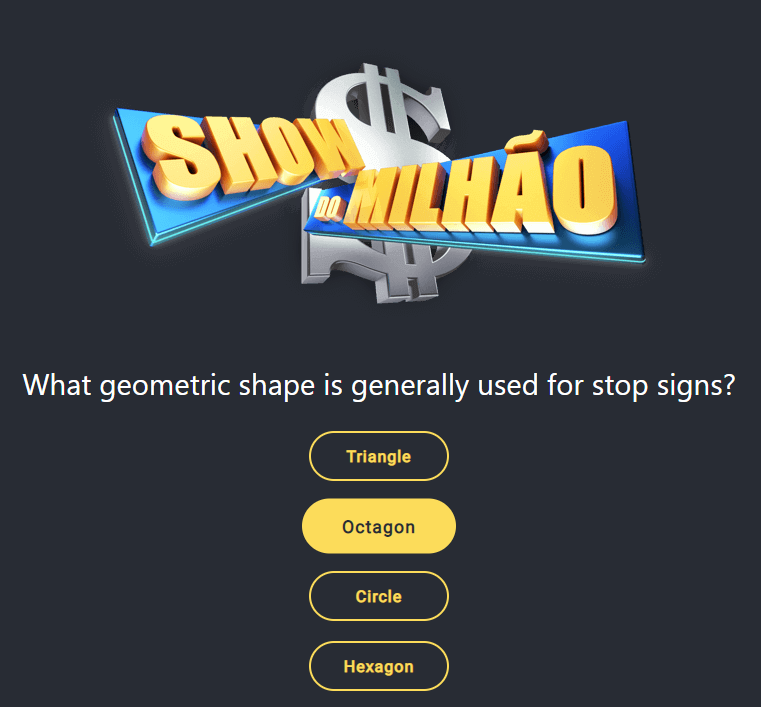 SHOW
DO MILHÃO
What geometric shape is generally used for stop signs?
Triangle
Octagon
Circle
Hexagon